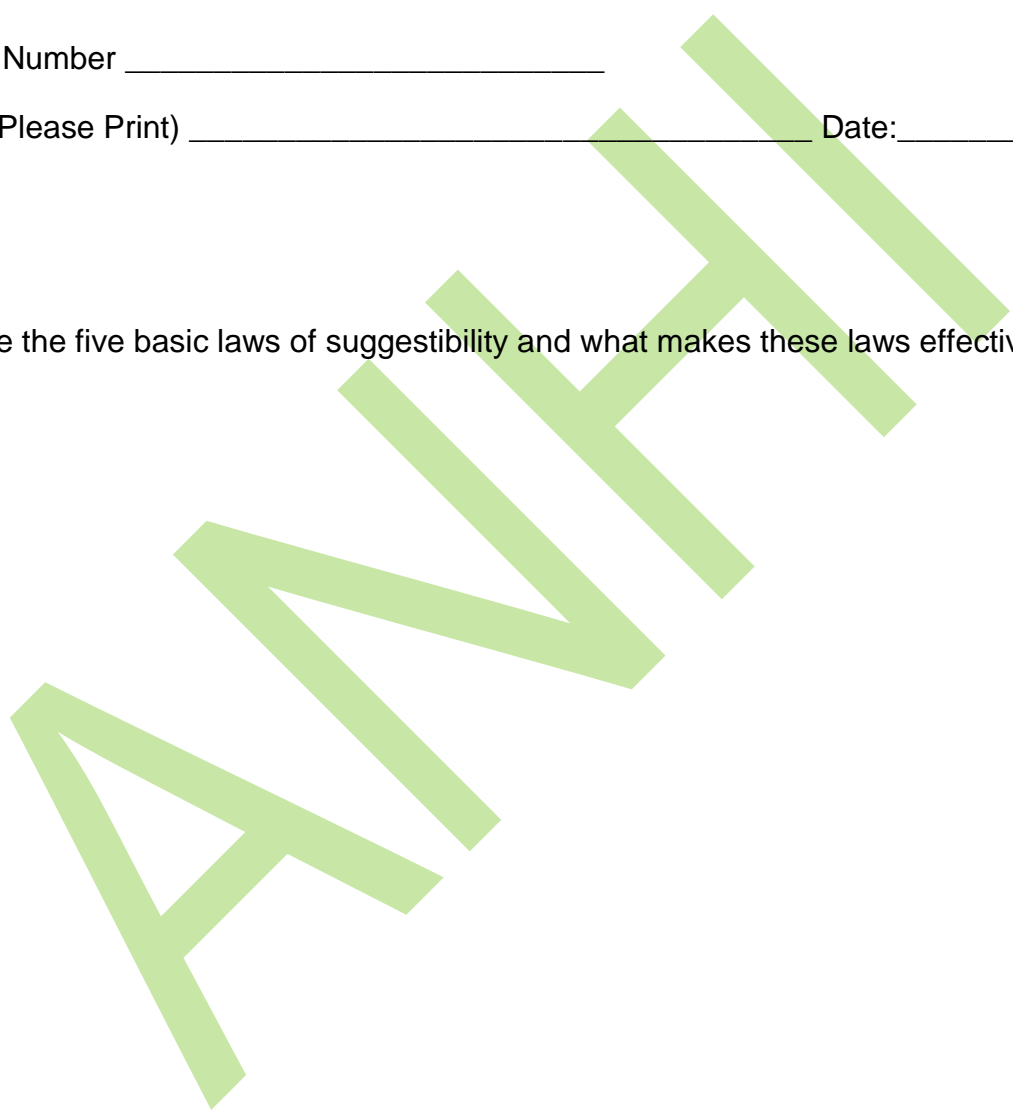 Number ___________________________
Please Print) ___________________________________ Date:_______
e the five basic laws of suggestibility and what makes these laws effectiv
ANHI